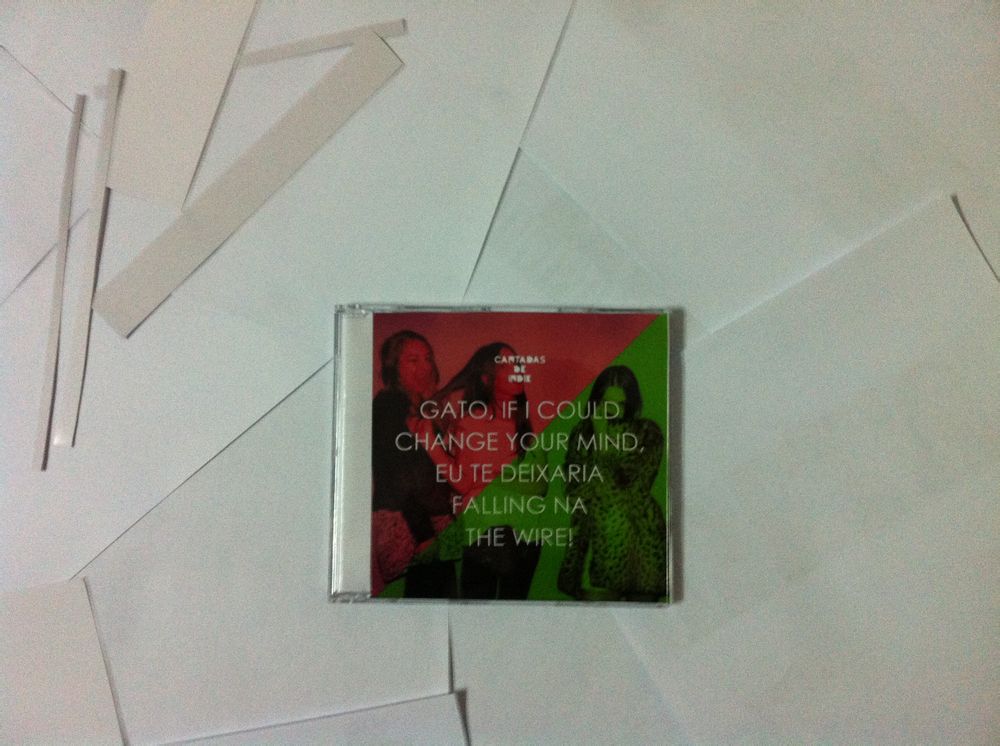 CANTADAS
DE
INDIE
GATO, IF I COULD
CHANGE YOUR MIND,
EU TE DEIXARIA
FALLING NA
THE WIRE!